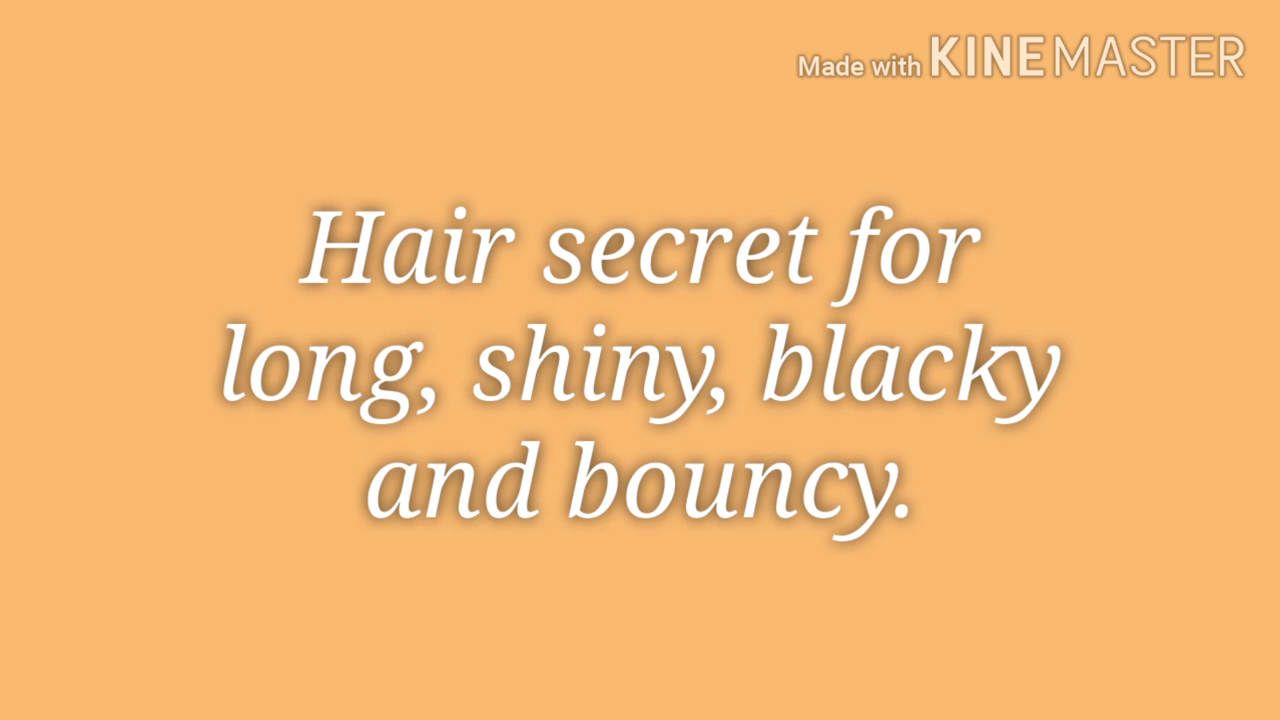 Made with KINEMASTER
Hair secret for
long, shiny, blacky
and bouncy.